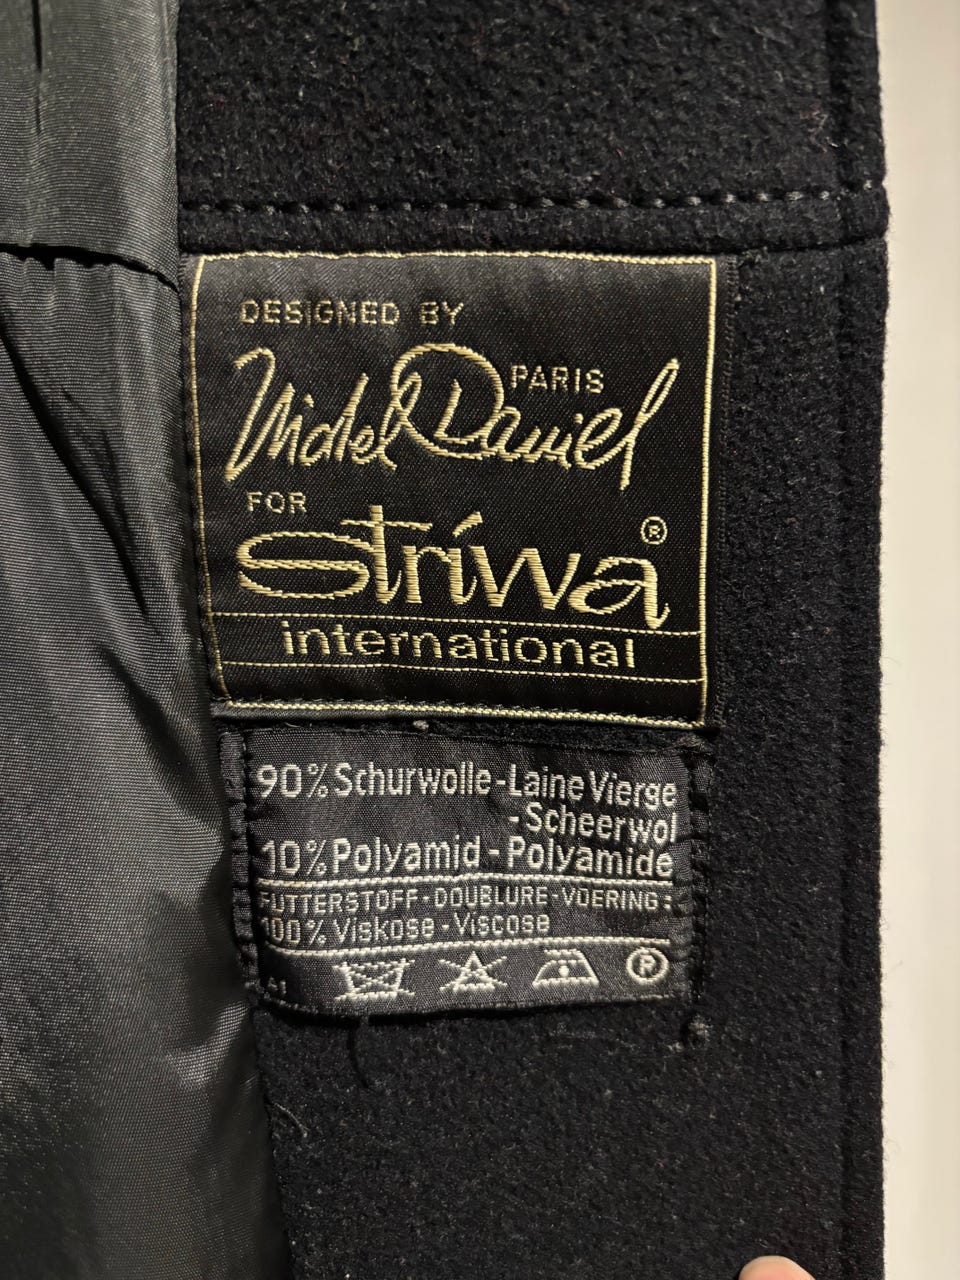 DESIGNED BY
Michel Daniel PARIS
FOR
Striwa ®
international
90% Schurwolle-Laine Vierge
- Scheerwol
10% Polyamid - Polyamide
FUTTERSTOFF-DOUBLURE-VOERING:
100% Viskose - Viscose
A1 P